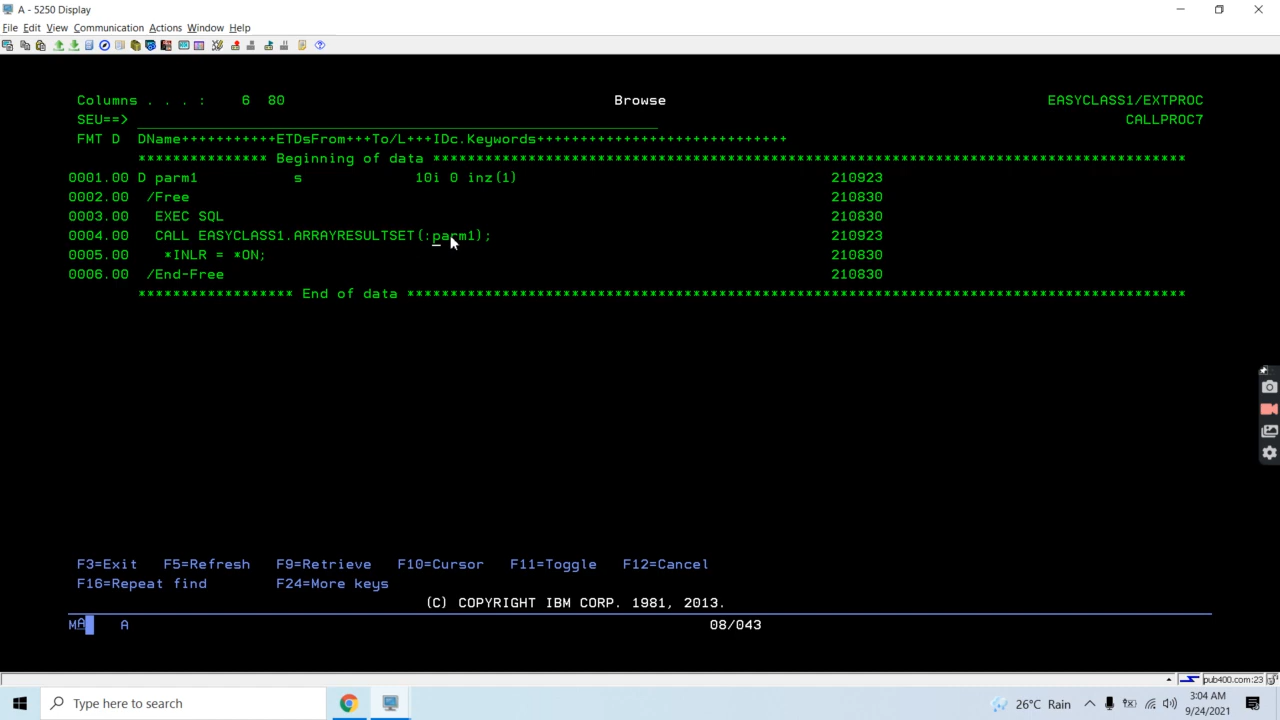 A - 5250 Display
File Edit View Communication Actions Window Help
Columns . . . : 6 80 Browse EASYCLASS1/EXTPROC
SEU==> CALLPROC7
FMT D DName+++++++++++ETDsFrom+++To/L+++IDc.Keywords+++++++++++++++++++++++++++++
*************** Beginning of data ***************************************************************************************
0001.00 D parm1 s 10i 0 inz(1) 210923
0002.00 /Free 210830
0003.00 EXEC SQL 210830
0004.00 CALL EASYCLASS1.ARRAYRESULTSET(:parm1); 210923
0005.00 *INLR = *ON; 210830
0006.00 /End-Free 210830
****************** End of data ******************************************************************************************
F3=Exit F5=Refresh F9=Retrieve F10=Cursor F11=Toggle F12=Cancel
F16=Repeat find F24=More keys
(C) COPYRIGHT IBM CORP. 1981, 2013.
MA A 08/043
pub400.com:23
Type here to search
26°C Rain
3:04 AM
9/24/2021